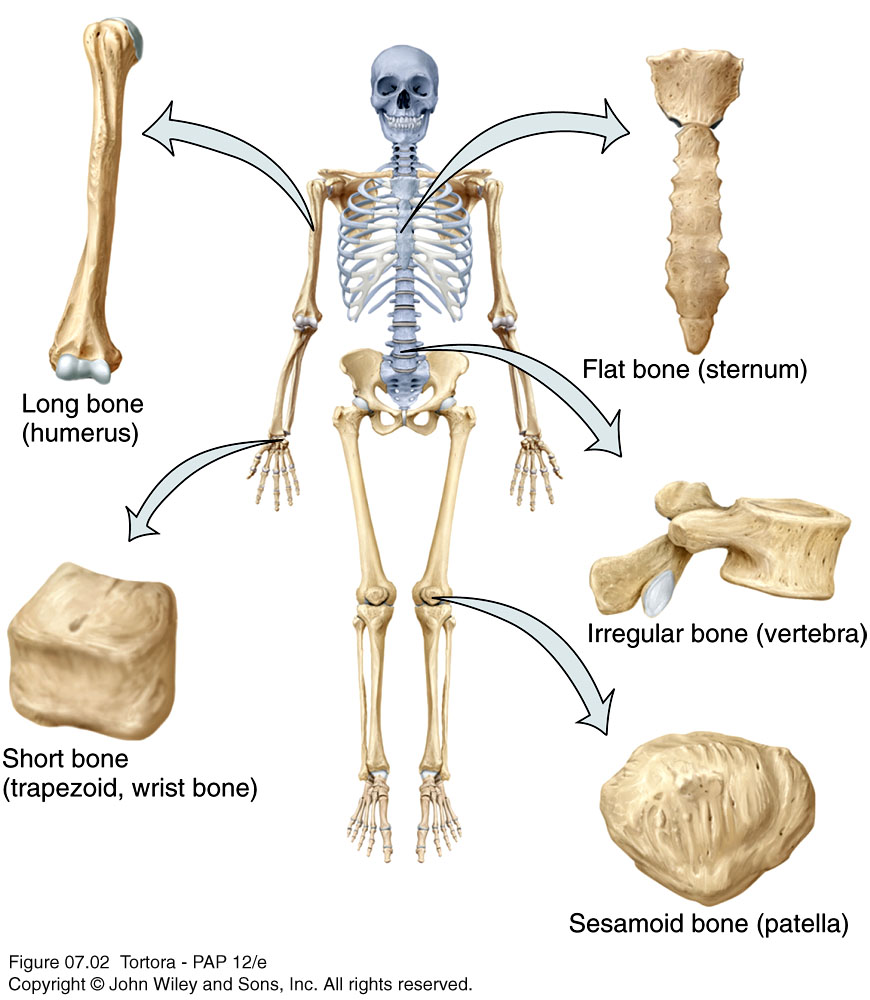 Long bone
(humerus)
Flat bone (sternum)
Irregular bone (vertebra)
Short bone
(trapezoid, wrist bone)
Sesamoid bone (patella)
Figure 07.02  Tortora - PAP 12/e
Copyright © John Wiley and Sons, Inc. All rights reserved.